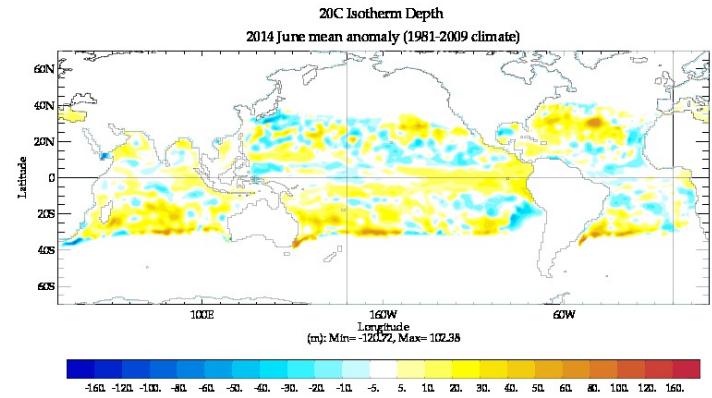 20C Isotherm Depth
2014 June mean anomaly (1981-2009 climate)
60N
40N
20N
0
20S
40S
60S
Latitude
100E 160W 60W
Longitude
(m): Min= -120.72, Max= 102.38
-160. -120. -100. -80. -60. -50. -40. -30. -20. -10. -5. 5. 10. 20. 30. 40. 50. 60. 80. 100. 120. 160.